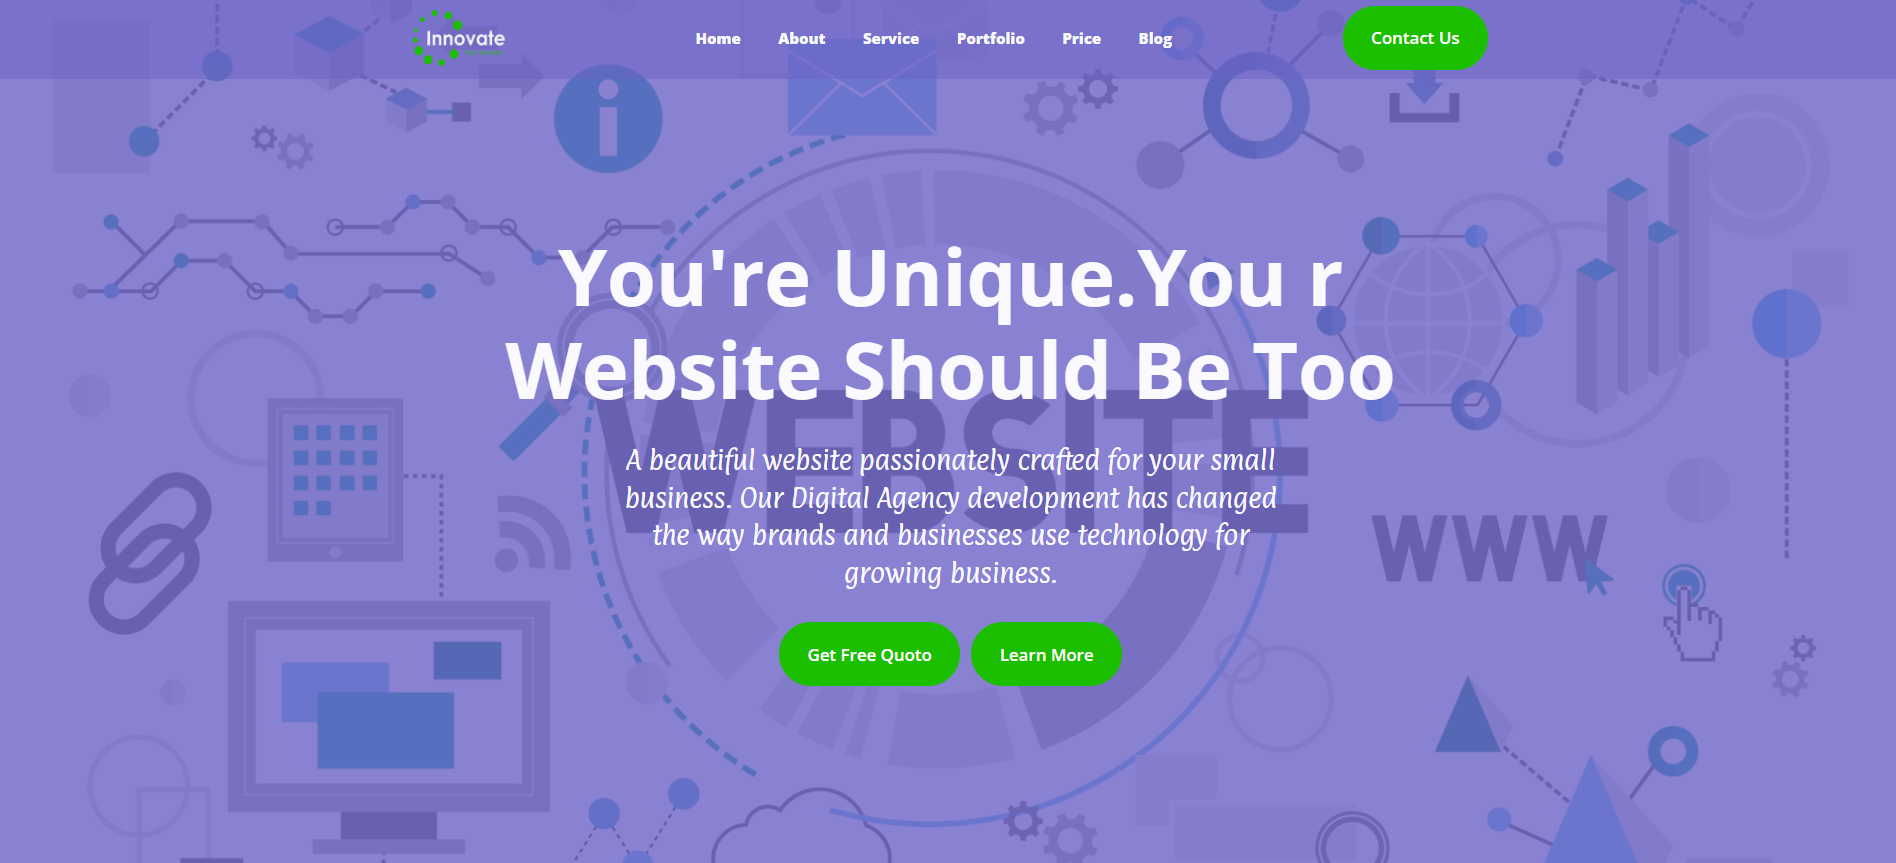 Innovate
Home About Service Portfolio Price Blog
Contact Us
You're Unique.You r
Website Should Be Too
WEBSITE
A beautiful website passionately crafted for your small
business. Our Digital Agency development has changed
the way brands and businesses use technology for
growing business.
WWW
Get Free Quoto
Learn More